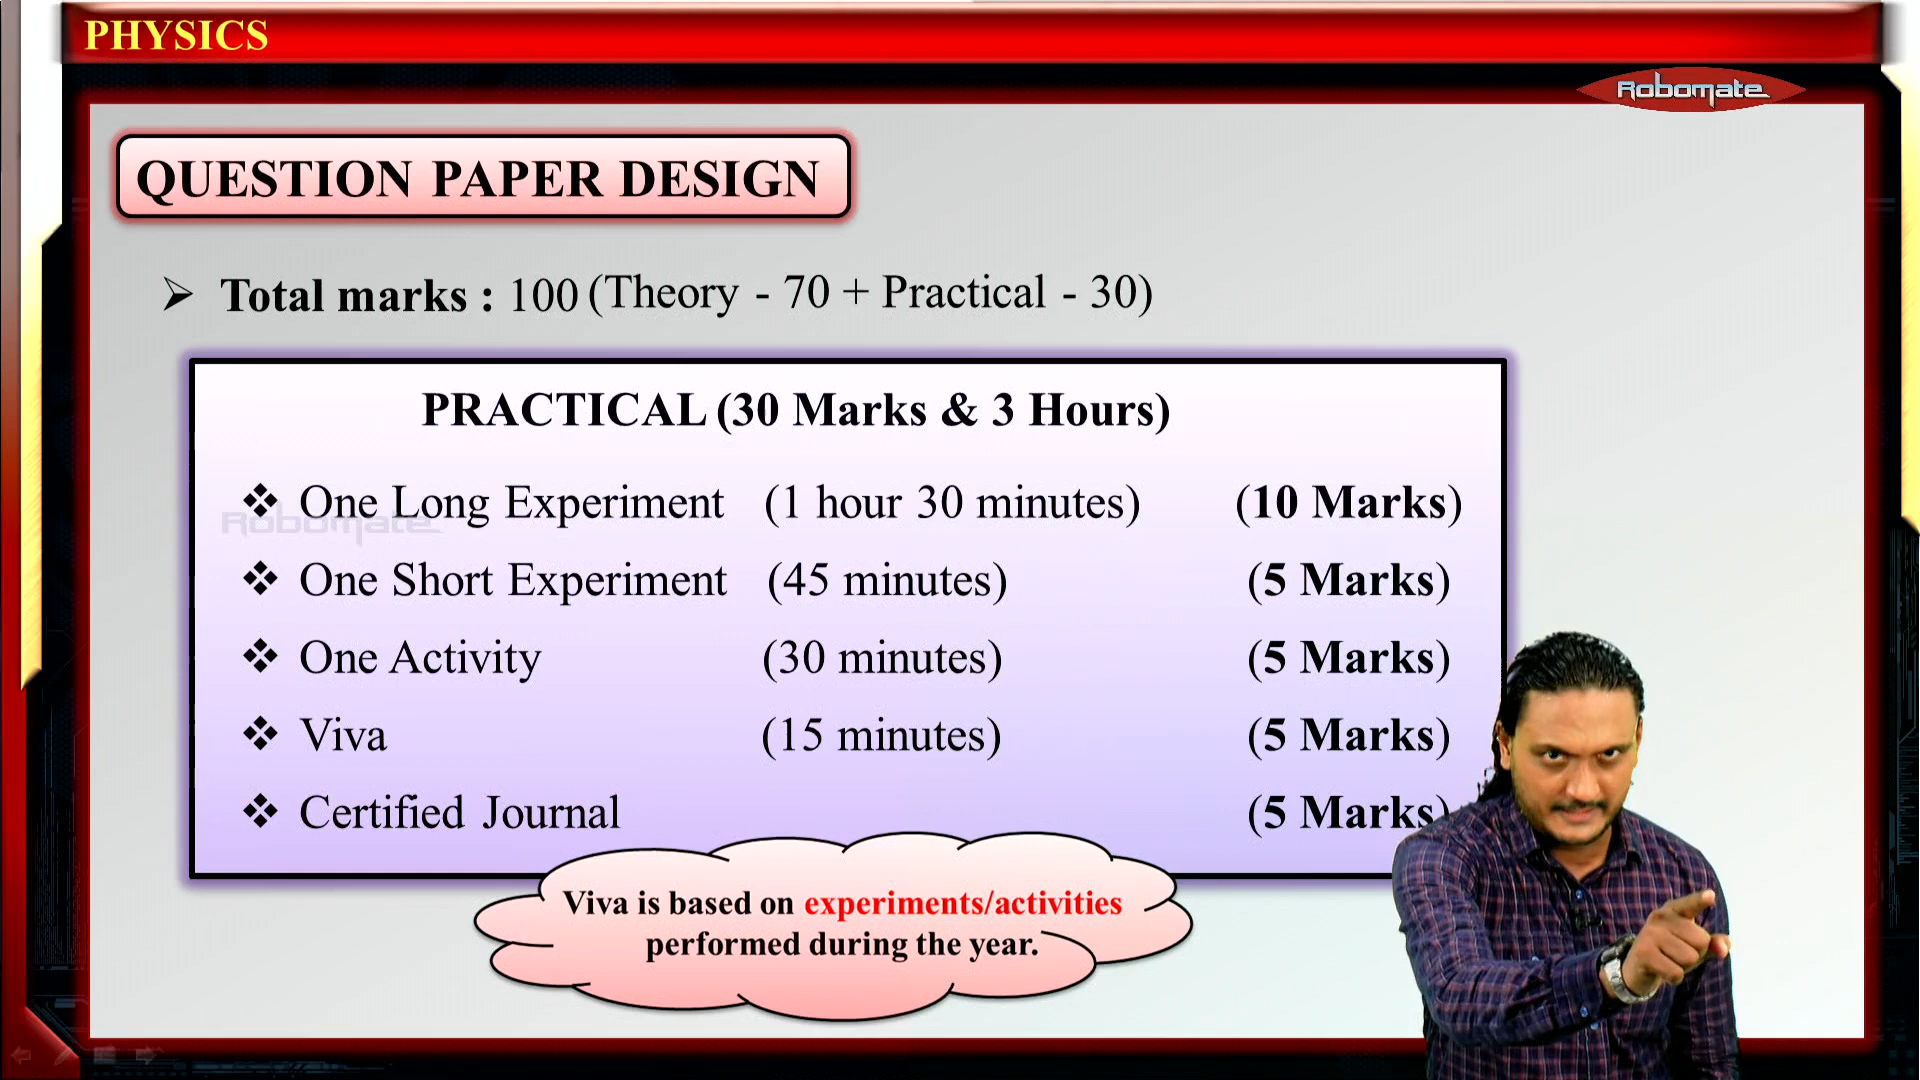 PHYSICS
Robomate
QUESTION PAPER DESIGN
➢ Total marks : 100 (Theory - 70 + Practical - 30)
PRACTICAL (30 Marks & 3 Hours)
❖ One Long Experiment (1 hour 30 minutes) (10 Marks)
Robomate
❖ One Short Experiment (45 minutes) (5 Marks)
❖ One Activity (30 minutes) (5 Marks)
❖ Viva (15 minutes) (5 Marks)
❖ Certified Journal (5 Marks)
Viva is based on experiments/activities
performed during the year.